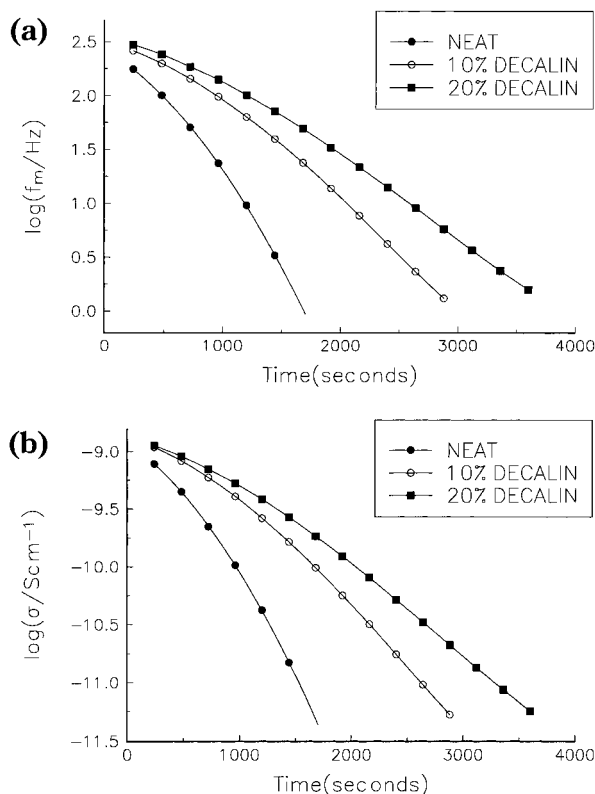 (a)
NEAT
10% DECALIN
20% DECALIN
2.5
2.0
1.5
1.0
0.5
0.0
log(fm/Hz)
0
1000
2000
3000
4000
Time(seconds)
(b)
NEAT
10% DECALIN
20% DECALIN
−9.0
−9.5
−10.0
−10.5
−11.0
−11.5
log(σ/Scm−1)
0
1000
2000
3000
4000
Time(seconds)